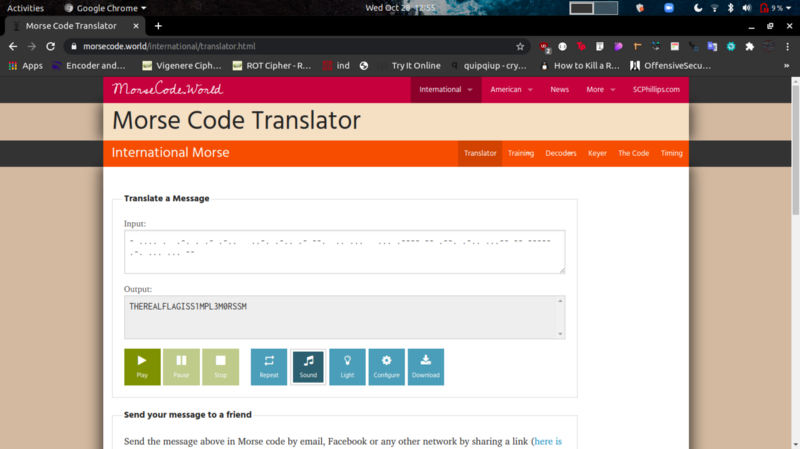 Activities
Google Chrome
Wed Oct 28 12:55
9 %
Morse Code Translator
morsecode.world/international/translator.html
2
Apps
Encoder and…
Vigenere Ciph…
ROT Cipher - R…
ind
Try It Online
quipqiup - cry…
How to Kill a R…
OffensiveSecu…
MorseCode.World
International
American
News
More
SCPhillips.com
Morse Code Translator
International Morse
Translator
Training
Decoders
Keyer
The Code
Timing
Translate a Message
Input:
- .... . .-. . .- .-.. ..-. .-.. .- --. .. ... ... .---- -- .--. .-.. ...-- -- -----
.-. ... ... --
Output:
THEREALFLAGISS1MPL3M0RSSM
Play
Pause
Stop
Repeat
Sound
Light
Configure
Download
Send your message to a friend
Send the message above in Morse code by email, Facebook or any other network by sharing a link (here is